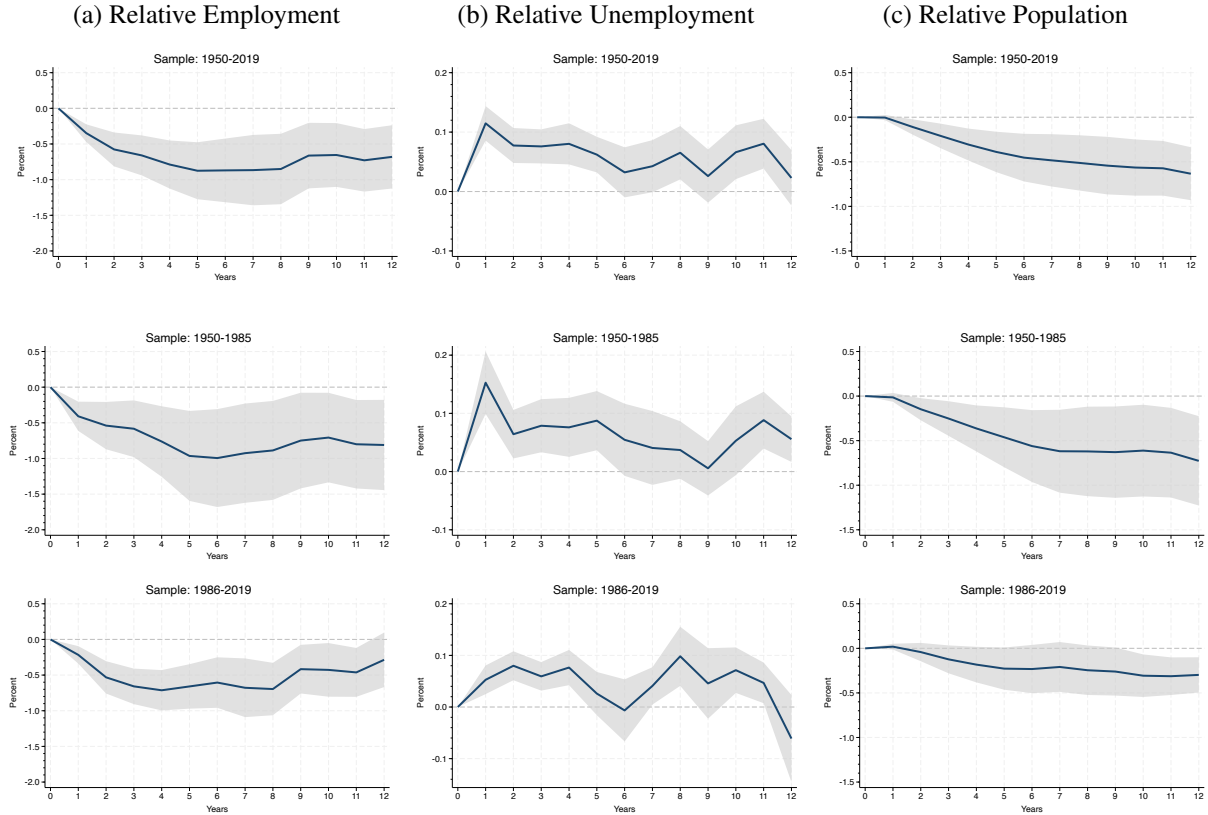 (a) Relative Employment
(b) Relative Unemployment
(c) Relative Population
Sample: 1950-2019
0.5
0.0
-0.5
-1.0
-1.5
-2.0
Percent
0 1 2 3 4 5 6 7 8 9 10 11 12
Years
Sample: 1950-2019
0.2
0.1
0.0
-0.1
Percent
0 1 2 3 4 5 6 7 8 9 10 11 12
Years
Sample: 1950-2019
0.5
0.0
-0.5
-1.0
-1.5
Percent
0 1 2 3 4 5 6 7 8 9 10 11 12
Years
Sample: 1950-1985
0.5
0.0
-0.5
-1.0
-1.5
-2.0
Percent
0 1 2 3 4 5 6 7 8 9 10 11 12
Years
Sample: 1950-1985
0.2
0.1
0.0
-0.1
Percent
0 1 2 3 4 5 6 7 8 9 10 11 12
Years
Sample: 1950-1985
0.5
0.0
-0.5
-1.0
-1.5
Percent
0 1 2 3 4 5 6 7 8 9 10 11 12
Years
Sample: 1986-2019
0.5
0.0
-0.5
-1.0
-1.5
-2.0
Percent
0 1 2 3 4 5 6 7 8 9 10 11 12
Years
Sample: 1986-2019
0.2
0.1
0.0
-0.1
Percent
0 1 2 3 4 5 6 7 8 9 10 11 12
Years
Sample: 1986-2019
0.5
0.0
-0.5
-1.0
-1.5
Percent
0 1 2 3 4 5 6 7 8 9 10 11 12
Years